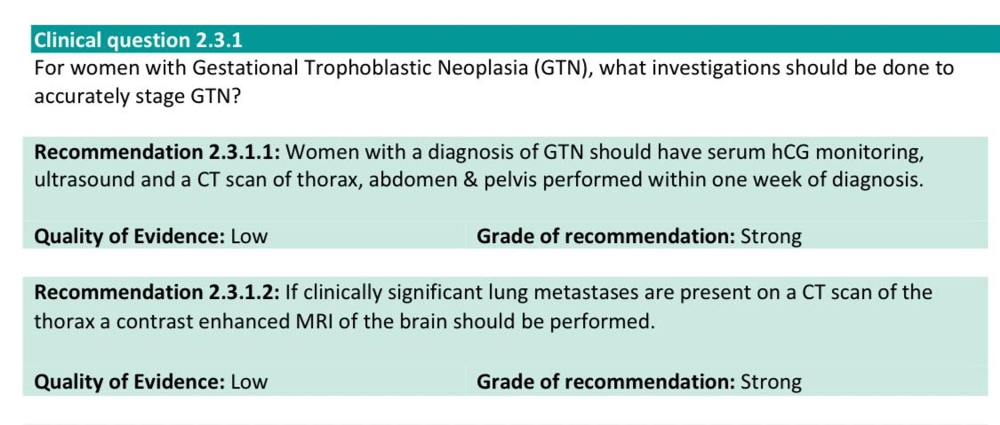 Clinical question 2.3.1
For women with Gestational Trophoblastic Neoplasia (GTN), what investigations should be done to
accurately stage GTN?
Recommendation 2.3.1.1: Women with a diagnosis of GTN should have serum hCG monitoring,
ultrasound and a CT scan of thorax, abdomen & pelvis performed within one week of diagnosis.
Quality of Evidence: Low Grade of recommendation: Strong
Recommendation 2.3.1.2: If clinically significant lung metastases are present on a CT scan of the
thorax a contrast enhanced MRI of the brain should be performed.
Quality of Evidence: Low Grade of recommendation: Strong